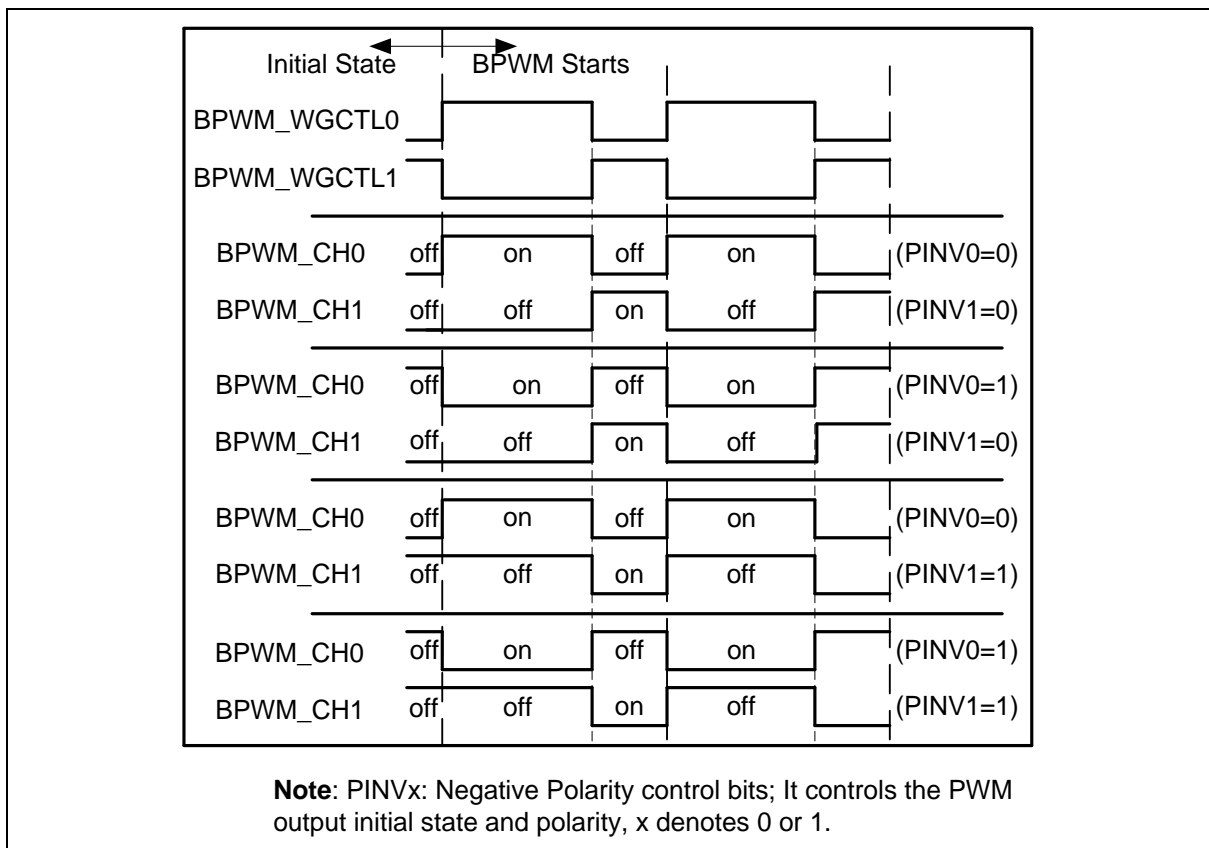 Initial State BPWM Starts
BPWM_WGCTL0
BPWM_WGCTL1
BPWM_CH0 off on off on (PINV0=0)
BPWM_CH1 off off on off (PINV1=0)
BPWM_CH0 off on off on (PINV0=1)
BPWM_CH1 off off on off (PINV1=0)
BPWM_CH0 off on off on (PINV0=0)
BPWM_CH1 off off on off (PINV1=1)
BPWM_CH0 off on off on (PINV0=1)
BPWM_CH1 off off on off (PINV1=1)
Note: PINVx: Negative Polarity control bits; It controls the PWM
output initial state and polarity, x denotes 0 or 1.